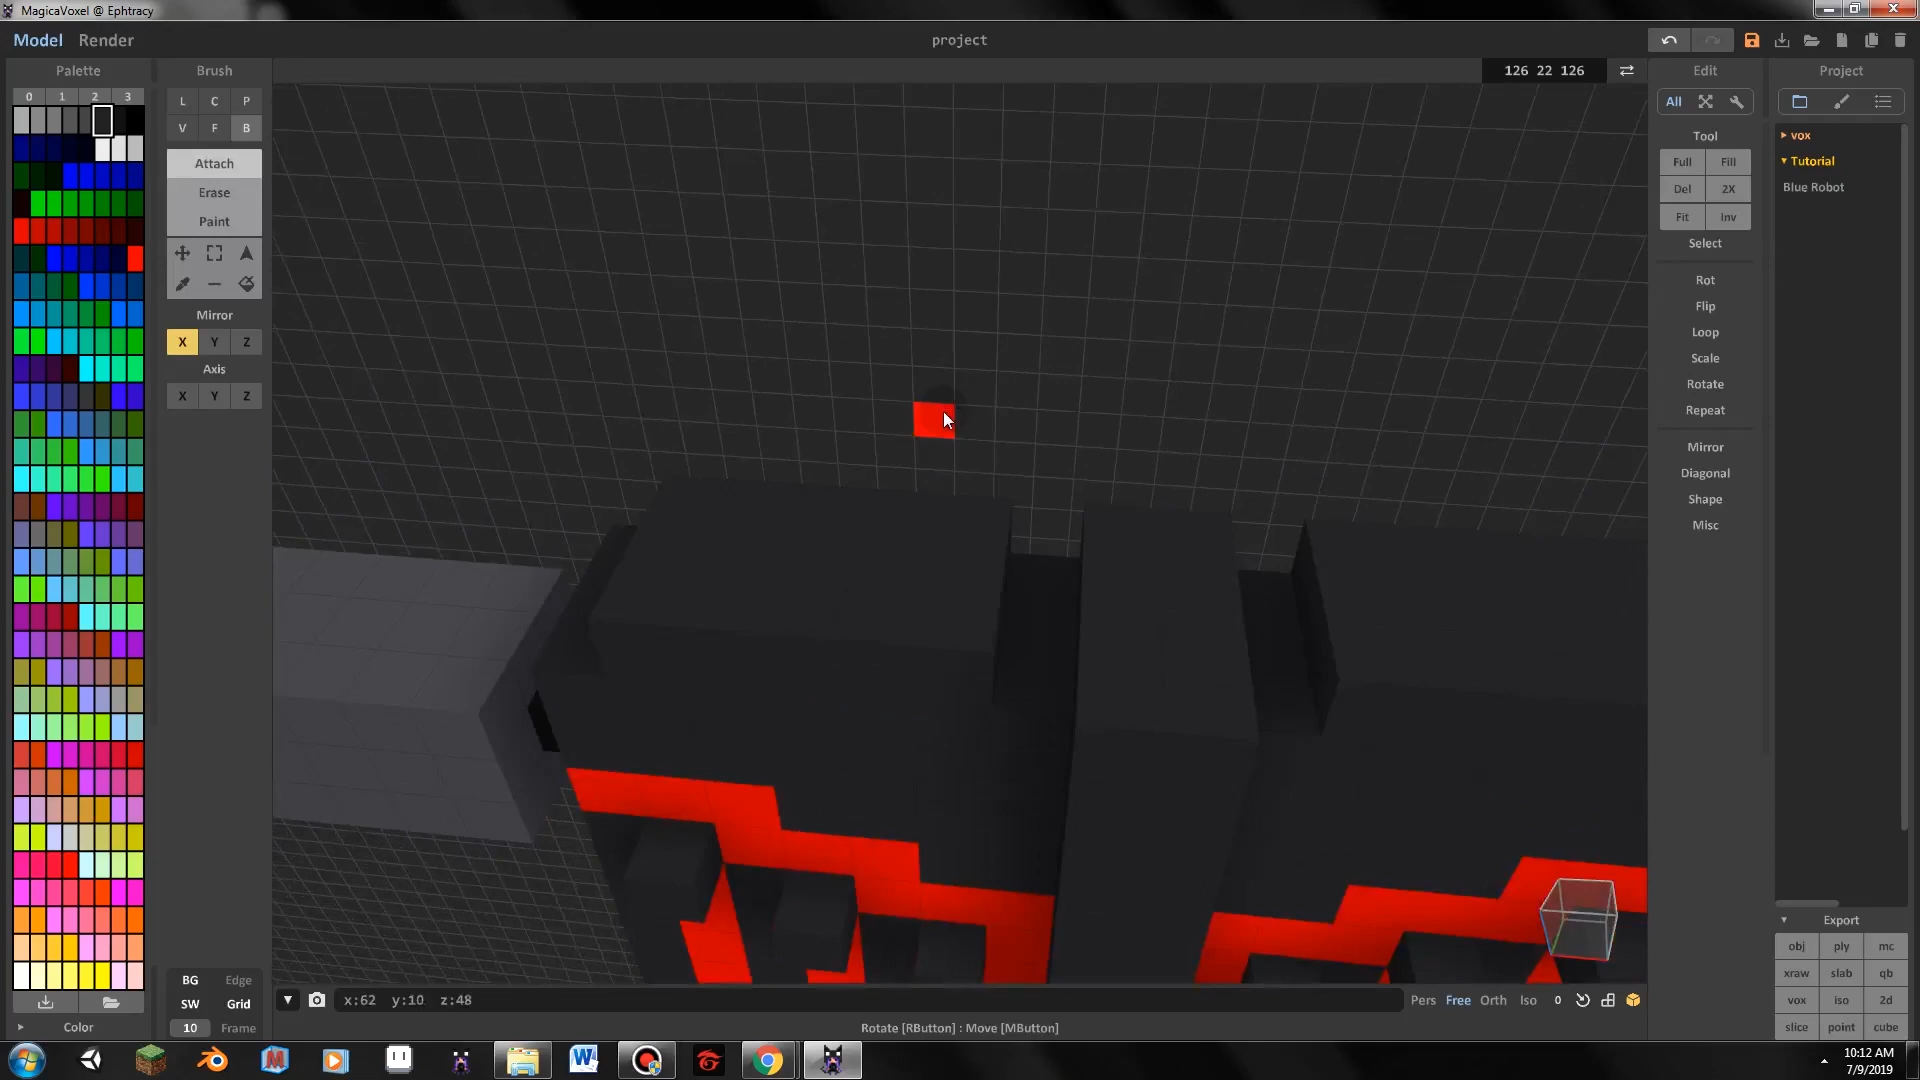 MagicaVoxel @ Ephtracy
Model Render
project
Palette
0 1 2 3
Brush
L C P
V F B
Attach
Erase
Paint
Mirror
X Y Z
Axis
X Y Z
BG Edge
SW Grid
10 Frame
Color
126 22 126
x:62 y:10 z:48
Pers Free Orth Iso 0
Rotate [RButton] : Move [MButton]
Edit
All
Tool
Full Fill
Del 2X
Fit Inv
Select
Rot
Flip
Loop
Scale
Rotate
Repeat
Mirror
Diagonal
Shape
Misc
Project
vox
Tutorial
Blue Robot
Export
obj ply mc
xraw slab qb
vox iso 2d
slice point cube
10:12 AM
7/9/2019